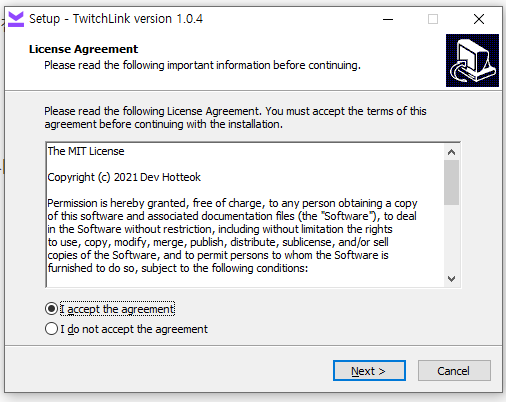 Setup - TwitchLink version 1.0.4
License Agreement
Please read the following important information before continuing.
Please read the following License Agreement. You must accept the terms of this
agreement before continuing with the installation.
The MIT License
Copyright (c) 2021 Dev Hotteok
Permission is hereby granted, free of charge, to any person obtaining a copy
of this software and associated documentation files (the "Software"), to deal
in the Software without restriction, including without limitation the rights
to use, copy, modify, merge, publish, distribute, sublicense, and/or sell
copies of the Software, and to permit persons to whom the Software is
furnished to do so, subject to the following conditions:
I accept the agreement
I do not accept the agreement
Next >
Cancel